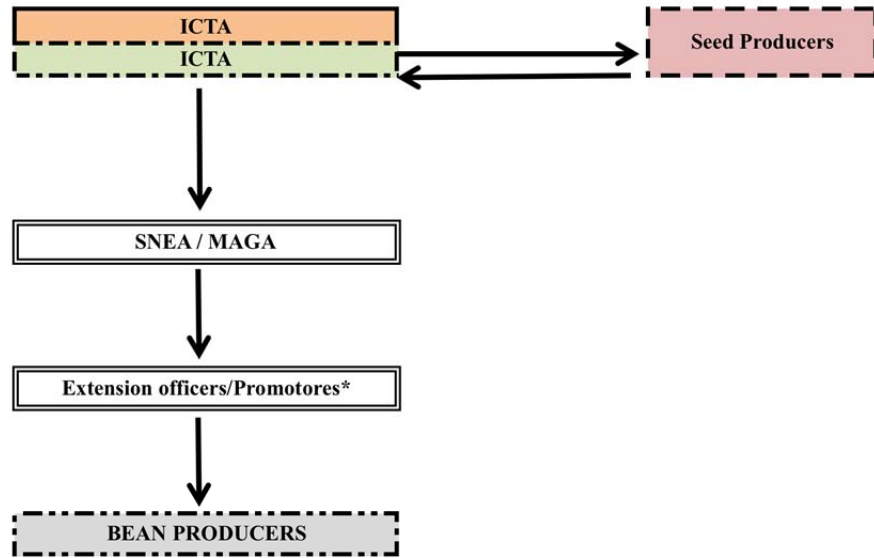 ICTA
ICTA
Seed Producers
SNEA / MAGA
Extension officers/Promotores*
BEAN PRODUCERS